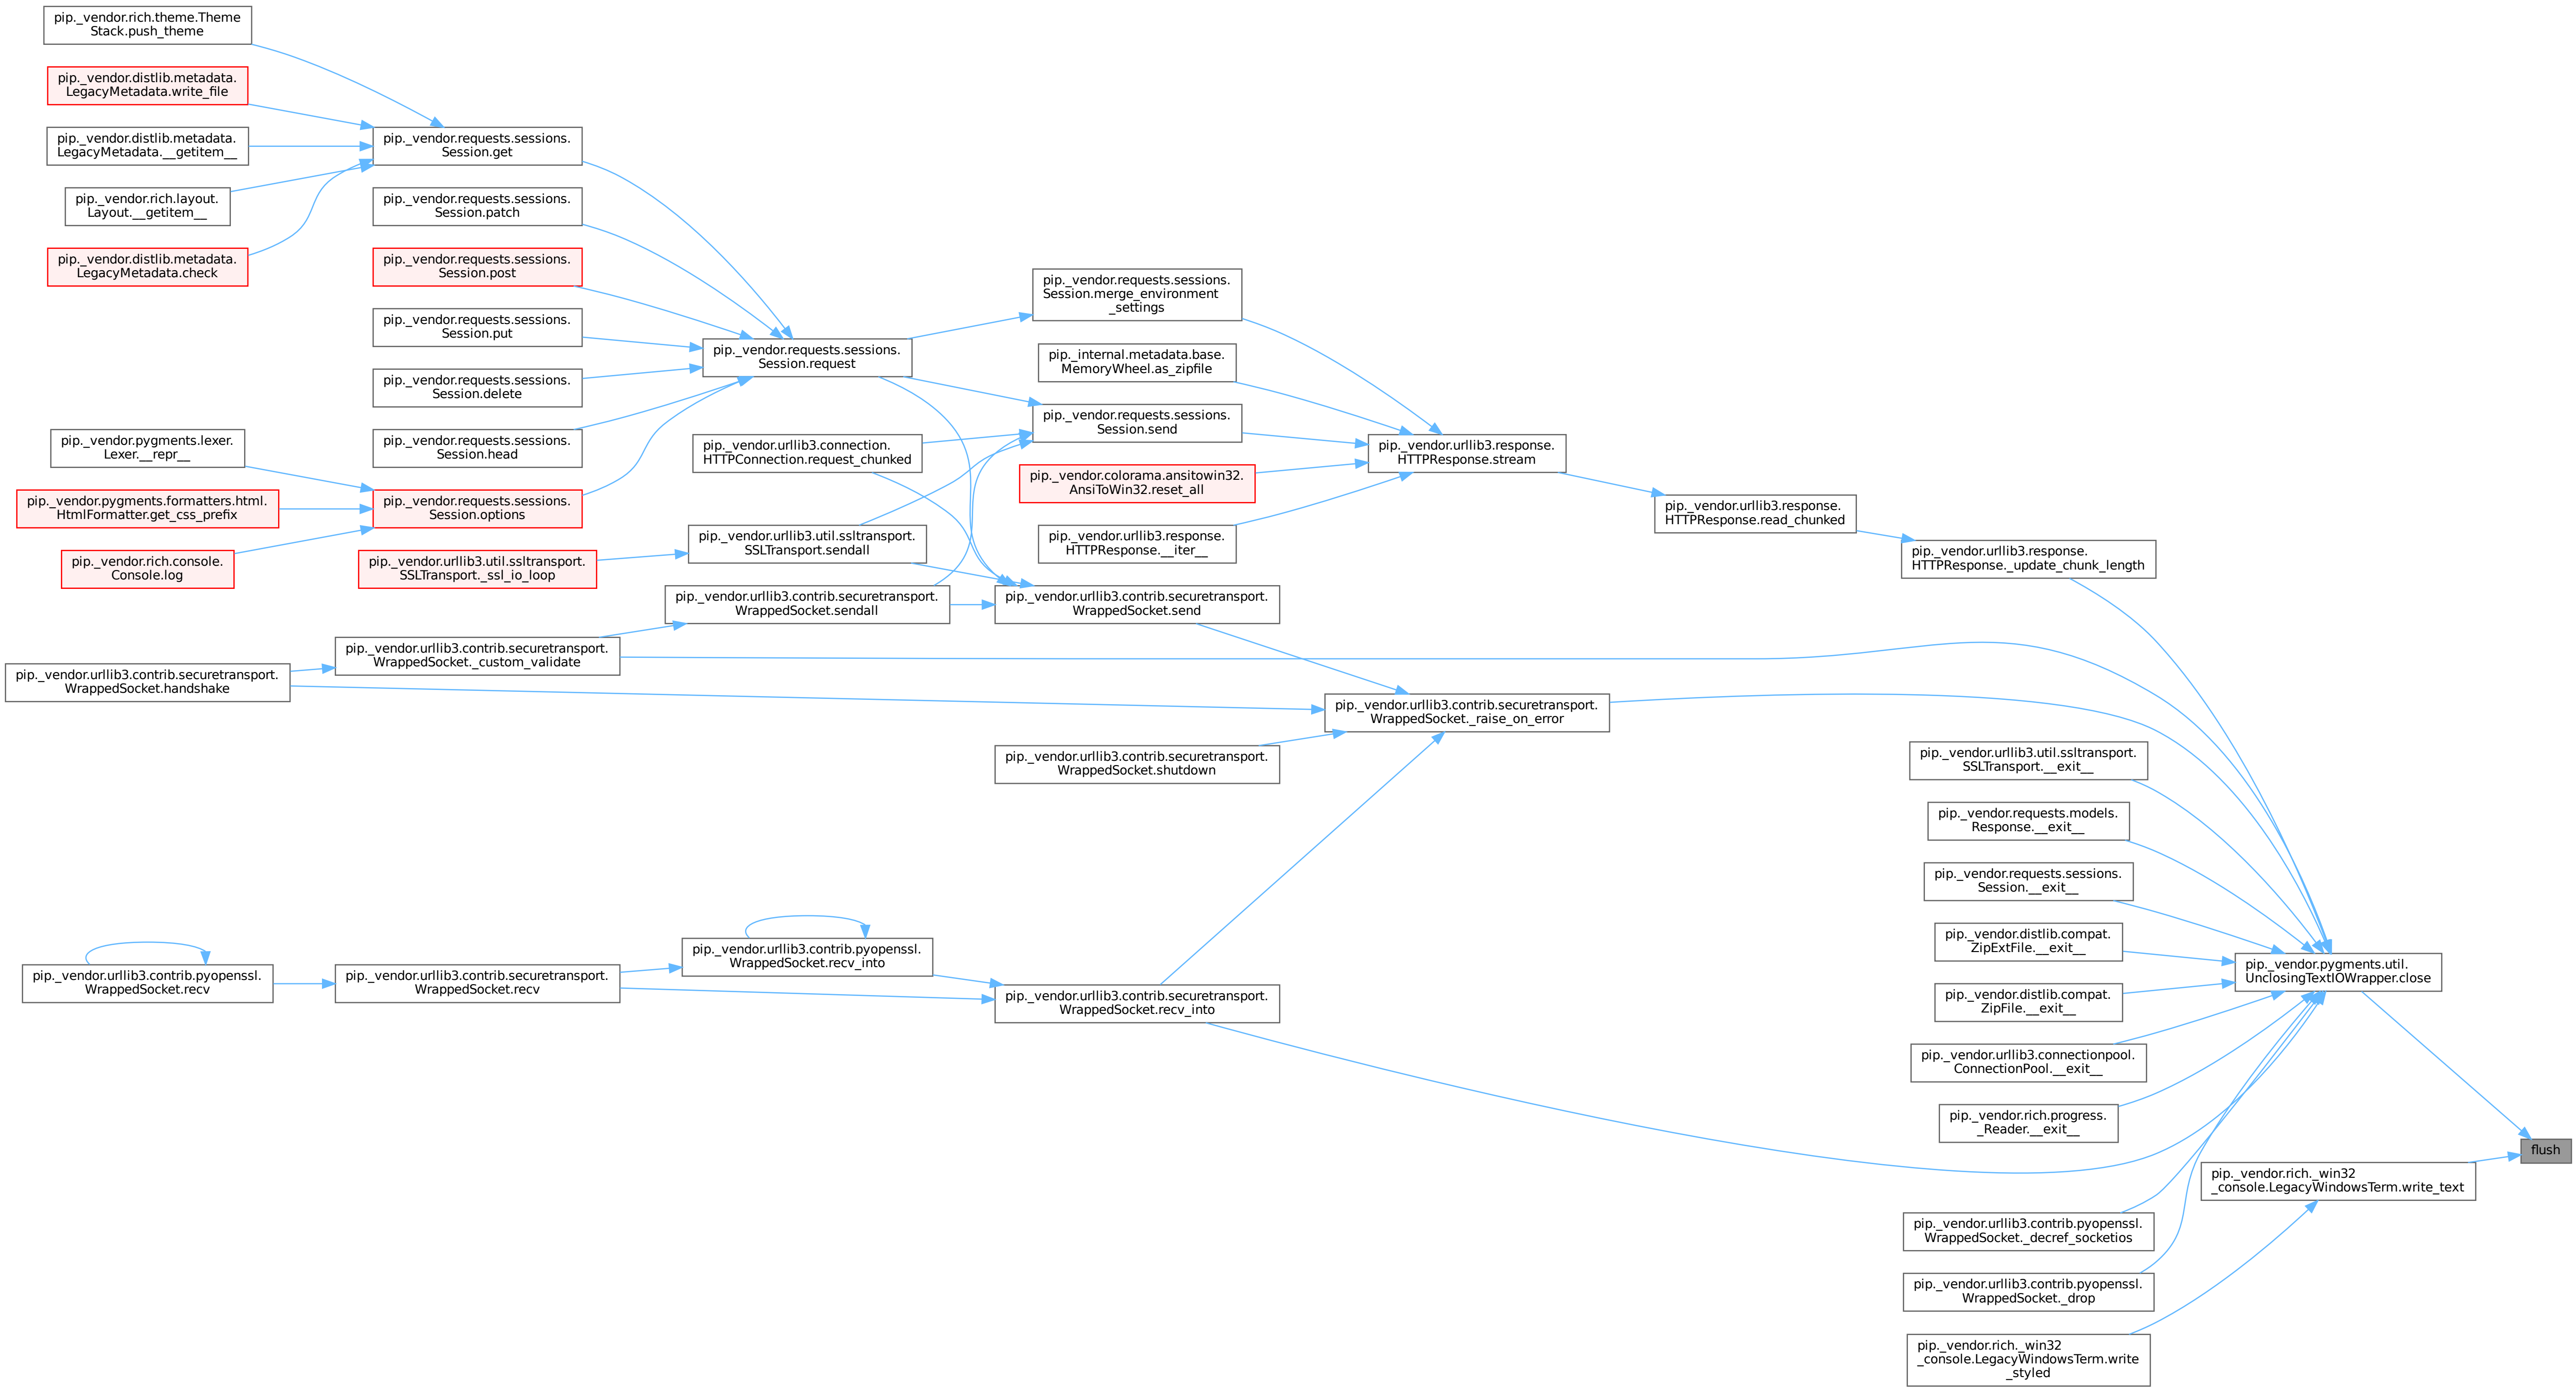 pip._vendor.rich.theme.Theme
Stack.push_theme
pip._vendor.distlib.metadata.
LegacyMetadata.write_file
pip._vendor.distlib.metadata.
LegacyMetadata.__getitem__
pip._vendor.rich.layout.
Layout.__getitem__
pip._vendor.distlib.metadata.
LegacyMetadata.check
pip._vendor.pygments.lexer.
Lexer.__repr__
pip._vendor.pygments.formatters.html.
HtmlFormatter.get_css_prefix
pip._vendor.rich.console.
Console.log
pip._vendor.urllib3.contrib.securetransport.
WrappedSocket.handshake
pip._vendor.urllib3.contrib.pyopenssl.
WrappedSocket.recv
pip._vendor.requests.sessions.
Session.get
pip._vendor.requests.sessions.
Session.patch
pip._vendor.requests.sessions.
Session.post
pip._vendor.requests.sessions.
Session.put
pip._vendor.requests.sessions.
Session.delete
pip._vendor.requests.sessions.
Session.head
pip._vendor.requests.sessions.
Session.options
pip._vendor.urllib3.util.ssltransport.
SSLTransport._ssl_io_loop
pip._vendor.urllib3.contrib.securetransport.
WrappedSocket._custom_validate
pip._vendor.urllib3.contrib.securetransport.
WrappedSocket.recv
pip._vendor.requests.sessions.
Session.request
pip._vendor.urllib3.connection.
HTTPConnection.request_chunked
pip._vendor.urllib3.util.ssltransport.
SSLTransport.sendall
pip._vendor.urllib3.contrib.securetransport.
WrappedSocket.sendall
pip._vendor.urllib3.contrib.pyopenssl.
WrappedSocket.recv_into
pip._vendor.requests.sessions.
Session.merge_environment
_settings
pip._internal.metadata.base.
MemoryWheel.as_zipfile
pip._vendor.requests.sessions.
Session.send
pip._vendor.colorama.ansitowin32.
AnsiToWin32.reset_all
pip._vendor.urllib3.response.
HTTPResponse.__iter__
pip._vendor.urllib3.contrib.securetransport.
WrappedSocket.send
pip._vendor.urllib3.contrib.securetransport.
WrappedSocket.shutdown
pip._vendor.urllib3.contrib.securetransport.
WrappedSocket.recv_into
pip._vendor.urllib3.response.
HTTPResponse.stream
pip._vendor.urllib3.contrib.securetransport.
WrappedSocket._raise_on_error
pip._vendor.urllib3.response.
HTTPResponse.read_chunked
pip._vendor.urllib3.response.
HTTPResponse._update_chunk_length
pip._vendor.urllib3.util.ssltransport.
SSLTransport.__exit__
pip._vendor.requests.models.
Response.__exit__
pip._vendor.requests.sessions.
Session.__exit__
pip._vendor.distlib.compat.
ZipExtFile.__exit__
pip._vendor.distlib.compat.
ZipFile.__exit__
pip._vendor.urllib3.connectionpool.
ConnectionPool.__exit__
pip._vendor.rich.progress.
_Reader.__exit__
pip._vendor.urllib3.contrib.pyopenssl.
WrappedSocket._decref_socketios
pip._vendor.urllib3.contrib.pyopenssl.
WrappedSocket._drop
pip._vendor.rich._win32
_console.LegacyWindowsTerm.write
_styled
pip._vendor.pygments.util.
UnclosingTextIOWrapper.close
pip._vendor.rich._win32
_console.LegacyWindowsTerm.write_text
flush